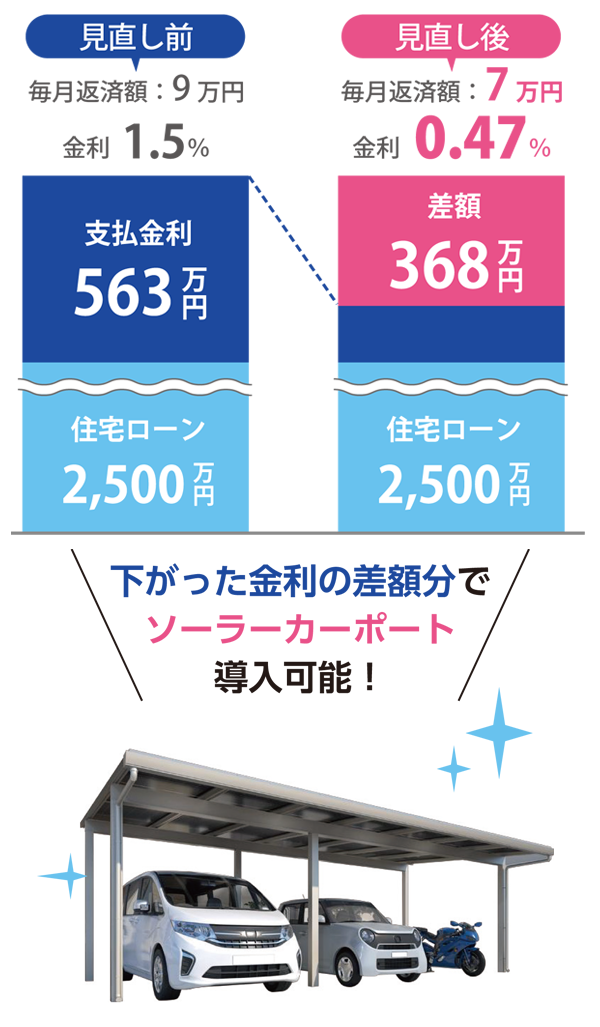 見直し前
毎月返済額：9万円
金利 1.5%
支払金利
563万円
住宅ローン
2,500万円
見直し後
毎月返済額：7万円
金利 0.47%
差額
368万円
住宅ローン
2,500万円
下がった金利の差額分で
ソーラーカーポート
導入可能！